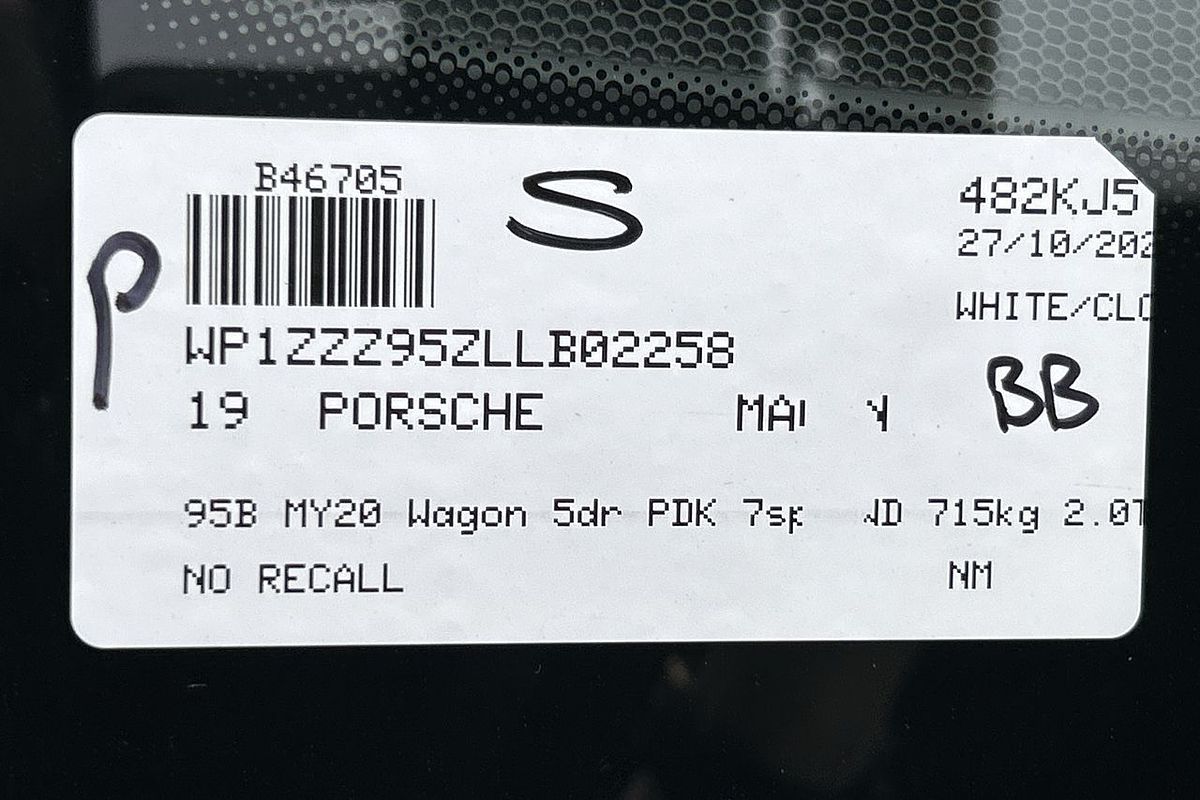 B46705
S
482KJ5
27/10/202
P
WHITE/CLO
WP1ZZZ95ZLLB02258
BB
19 PORSCHE
95B MY20 Wagon 5dr PDK 7sp 715kg 2.0T
NO RECALL NM